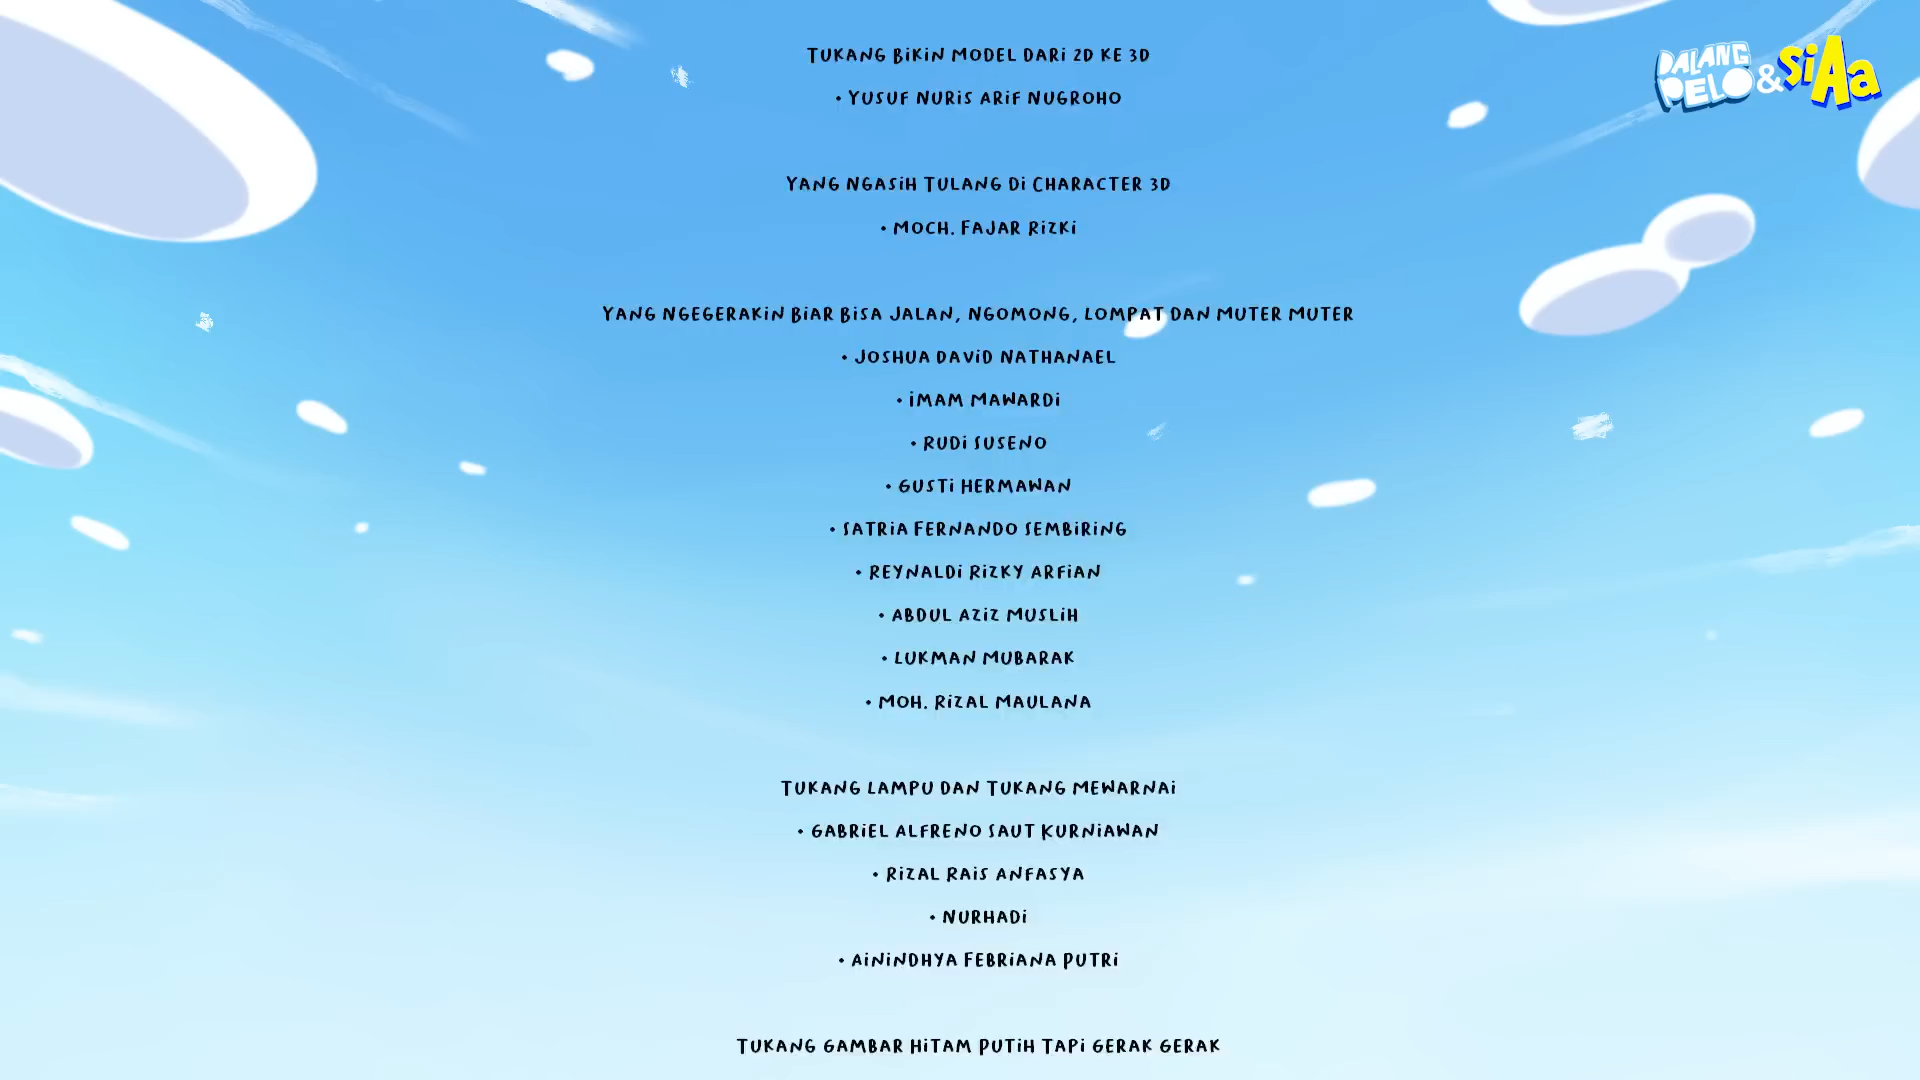 TUKANG BiKiN MODEL DARi 2D KE 3D
• YUSUF NURiS ARiF NUGROHO
YANG NGASiH TULANG Di CHARACTER 3D
• MOCH. FAJAR RiZKi
YANG NGEGERAKiN BiAR BiSA JALAN, NGOMONG, LOMPAT DAN MUTER MUTER
• JOSHUA DAViD NATHANAEL
• iMAM MAWARDi
• RUDi SUSENO
• GUSTi HERMAWAN
• SATRiA FERNANDO SEMBiRiNG
• REYNALDi RiZKY ARFiAN
• ABDUL AZiZ MUSLiH
• LUKMAN MUBARAK
• MOH. RiZAL MAULANA
TUKANG LAMPU DAN TUKANG MEWARNAi
• GABRiEL ALFRENO SAUT KURNiAWAN
• RiZAL RAiS ANFASYA
• NURHADi
• AiNiNDHYA FEBRiANA PUTRi
TUKANG GAMBAR HiTAM PUTiH TAPi GERAK GERAK
DALANG PELO & SiAa